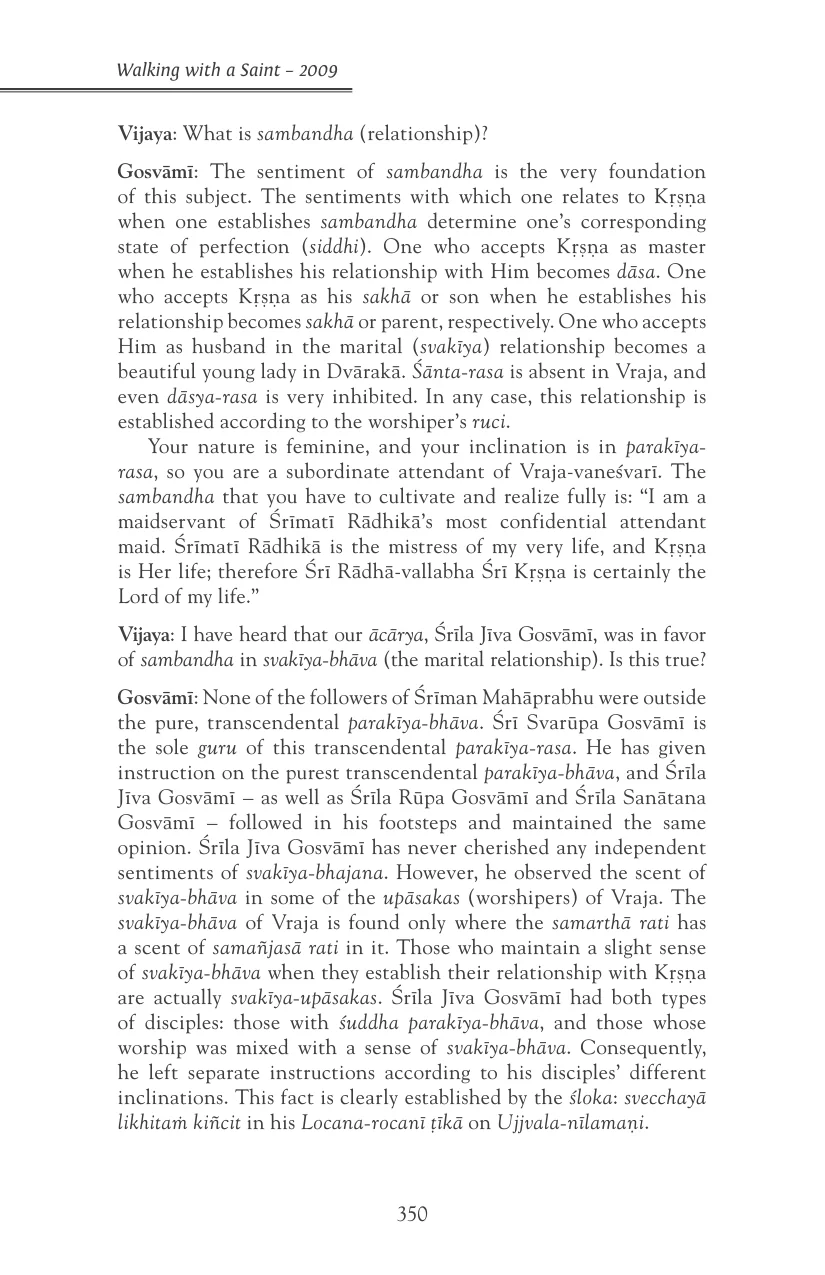 Walking with a Saint – 2009
Vijaya: What is sambandha (relationship)?
Gosvāmī: The sentiment of sambandha is the very foundation
of this subject. The sentiments with which one relates to Kṛṣṇa
when one establishes sambandha determine one’s corresponding
state of perfection (siddhi). One who accepts Kṛṣṇa as master
when he establishes his relationship with Him becomes dāsa. One
who accepts Kṛṣṇa as his sakhā or son when he establishes his
relationship becomes sakhā or parent, respectively. One who accepts
Him as husband in the marital (svakīya) relationship becomes a
beautiful young lady in Dvārakā. Śānta-rasa is absent in Vraja, and
even dāsya-rasa is very inhibited. In any case, this relationship is
established according to the worshiper’s ruci.
Your nature is feminine, and your inclination is in parakīya-
rasa, so you are a subordinate attendant of Vraja-vaneśvarī. The
sambandha that you have to cultivate and realize fully is: “I am a
maidservant of Śrīmatī Rādhikā’s most confidential attendant
maid. Śrīmatī Rādhikā is the mistress of my very life, and Kṛṣṇa
is Her life; therefore Śrī Rādhā-vallabha Śrī Kṛṣṇa is certainly the
Lord of my life.”
Vijaya: I have heard that our ācārya, Śrīla Jīva Gosvāmī, was in favor
of sambandha in svakīya-bhāva (the marital relationship). Is this true?
Gosvāmī: None of the followers of Śrīman Mahāprabhu were outside
the pure, transcendental parakīya-bhāva. Śrī Svarūpa Gosvāmī is
the sole guru of this transcendental parakīya-rasa. He has given
instruction on the purest transcendental parakīya-bhāva, and Śrīla
Jīva Gosvāmī – as well as Śrīla Rūpa Gosvāmī and Śrīla Sanātana
Gosvāmī – followed in his footsteps and maintained the same
opinion. Śrīla Jīva Gosvāmī has never cherished any independent
sentiments of svakīya-bhajana. However, he observed the scent of
svakīya-bhāva in some of the upāsakas (worshipers) of Vraja. The
svakīya-bhāva of Vraja is found only where the samarthā rati has
a scent of samañjasā rati in it. Those who maintain a slight sense
of svakīya-bhāva when they establish their relationship with Kṛṣṇa
are actually svakīya-upāsakas. Śrīla Jīva Gosvāmī had both types
of disciples: those with śuddha parakīya-bhāva, and those whose
worship was mixed with a sense of svakīya-bhāva. Consequently,
he left separate instructions according to his disciples’ different
inclinations. This fact is clearly established by the śloka: svecchayā
likhitaṁ kiñcit in his Locana-rocanī ṭīkā on Ujjvala-nīlamaṇi.
350